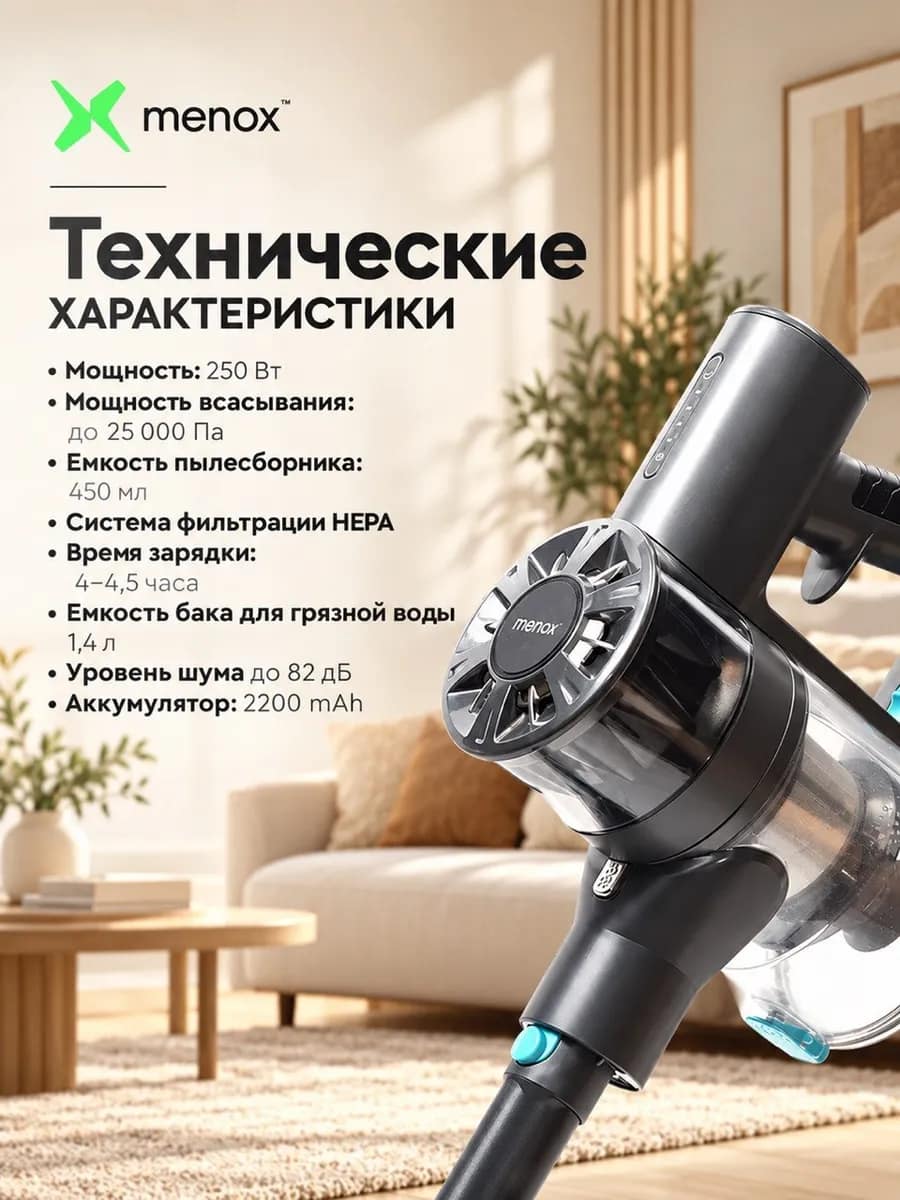 menox™
Технические
ХАРАКТЕРИСТИКИ
• Мощность: 250 Вт
• Мощность всасывания:
до 25 000 Па
• Емкость пылесборника:
450 мл
• Система фильтрации HEPA
• Время зарядки:
4–4,5 часа
• Емкость бака для грязной воды
1,4 л
• Уровень шума до 82 дБ
• Аккумулятор: 2200 mAh
menox